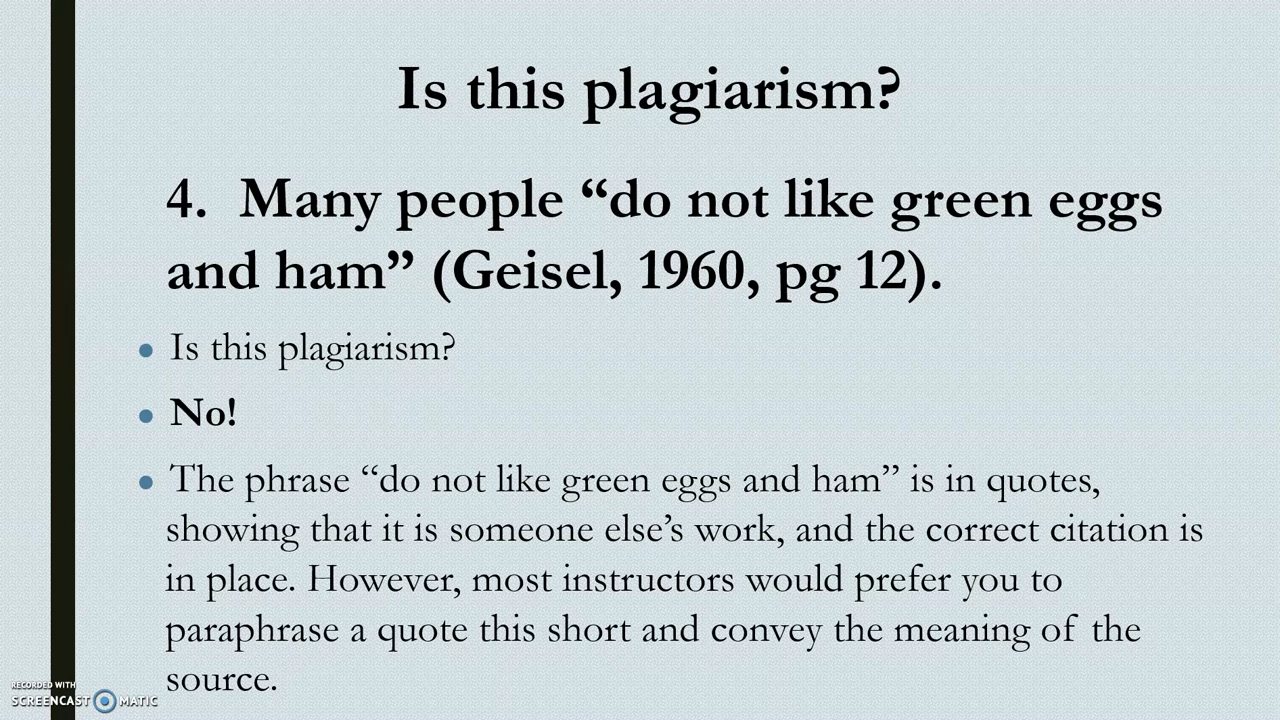 Is this plagiarism?
4. Many people “do not like green eggs
and ham” (Geisel, 1960, pg 12).
● Is this plagiarism?
● No!
● The phrase “do not like green eggs and ham” is in quotes,
showing that it is someone else’s work, and the correct citation is
in place. However, most instructors would prefer you to
paraphrase a quote this short and convey the meaning of the
source.
RECORDED WITH
SCREENCAST MATIC